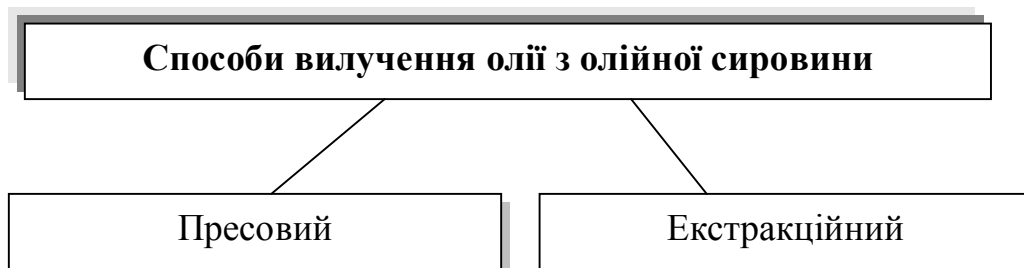 Способи вилучення олії з олійної сировини
Пресовий
Екстракційний